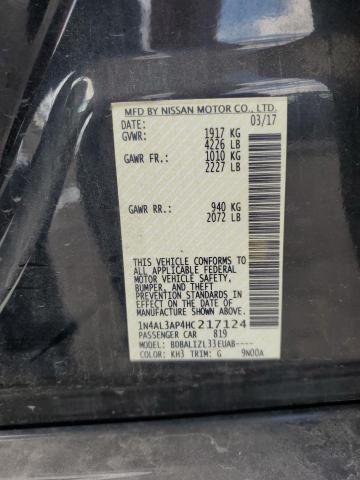 MFD BY NISSAN MOTOR CO., LTD.
DATE: 03/17
GVWR: 1917 KG
4226 LB
GAWR FR: 1010 KG
2227 LB
GAWR RR: 940 KG
2072 LB
THIS VEHICLE CONFORMS TO
ALL APPLICABLE FEDERAL
MOTOR VEHICLE SAFETY,
BUMPER, AND THEFT
PREVENTION STANDARDS IN
EFFECT ON THE DATE OF
MANUFACTURE SHOWN ABOVE.
1N4AL3AP4HC217124
PASSENGER CAR 819
MODEL: BDBALIZL33EUAB----
COLOR: KH3 TRIM: G 9N00A